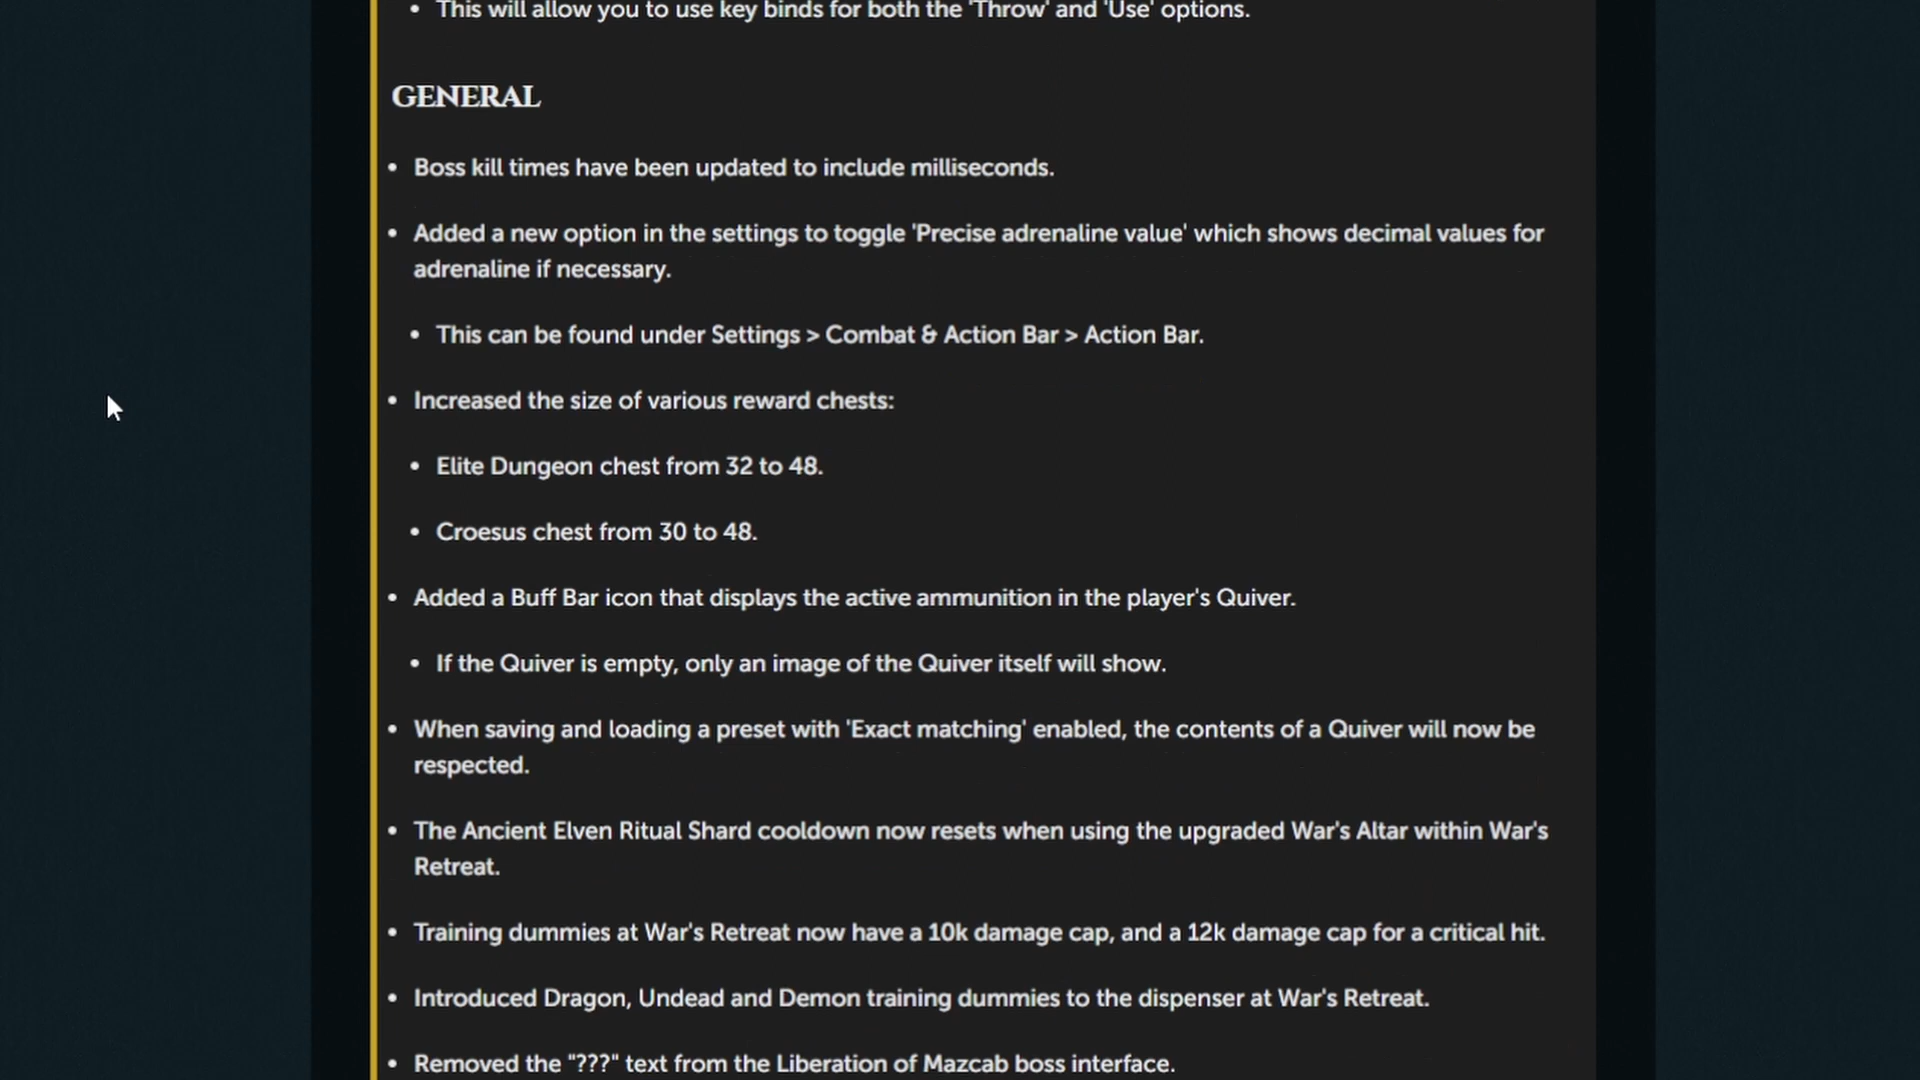 • This will allow you to use key binds for both the 'Throw' and 'Use' options.
GENERAL
• Boss kill times have been updated to include milliseconds.
• Added a new option in the settings to toggle 'Precise adrenaline value' which shows decimal values for
adrenaline if necessary.
• This can be found under Settings > Combat & Action Bar > Action Bar.
• Increased the size of various reward chests:
• Elite Dungeon chest from 32 to 48.
• Croesus chest from 30 to 48.
• Added a Buff Bar icon that displays the active ammunition in the player's Quiver.
• If the Quiver is empty, only an image of the Quiver itself will show.
• When saving and loading a preset with 'Exact matching' enabled, the contents of a Quiver will now be
respected.
• The Ancient Elven Ritual Shard cooldown now resets when using the upgraded War's Altar within War's
Retreat.
• Training dummies at War's Retreat now have a 10k damage cap, and a 12k damage cap for a critical hit.
• Introduced Dragon, Undead and Demon training dummies to the dispenser at War's Retreat.
• Removed the "???" text from the Liberation of Mazcab boss interface.